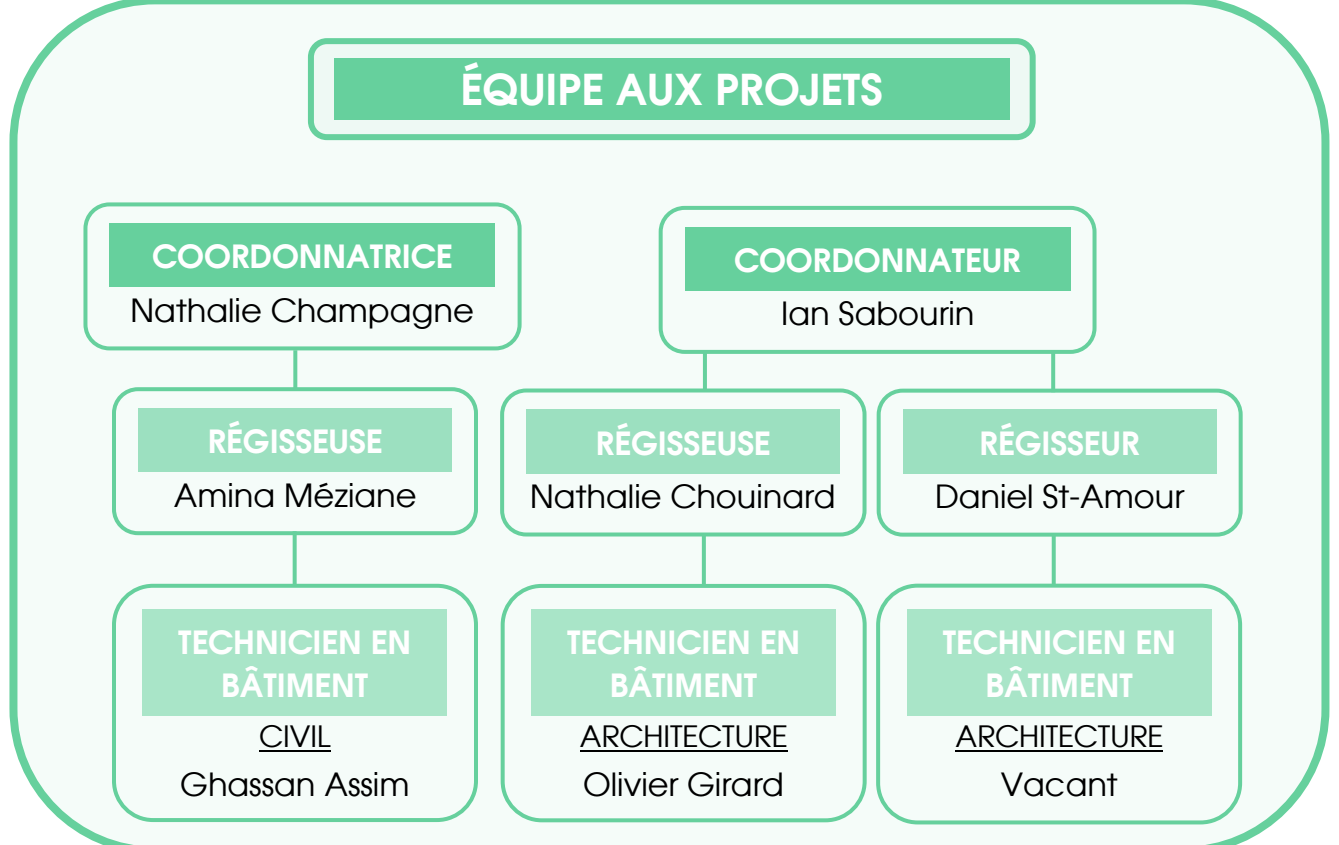 ÉQUIPE AUX PROJETS
COORDONNATRICE
Nathalie Champagne
COORDONNATEUR
Ian Sabourin
RÉGISSEUSE
Amina Méziane
RÉGISSEUSE
Nathalie Chouinard
RÉGISSEUR
Daniel St-Amour
TECHNICIEN EN
BÂTIMENT
CIVIL
Ghassan Assim
TECHNICIEN EN
BÂTIMENT
ARCHITECTURE
Olivier Girard
TECHNICIEN EN
BÂTIMENT
ARCHITECTURE
Vacant